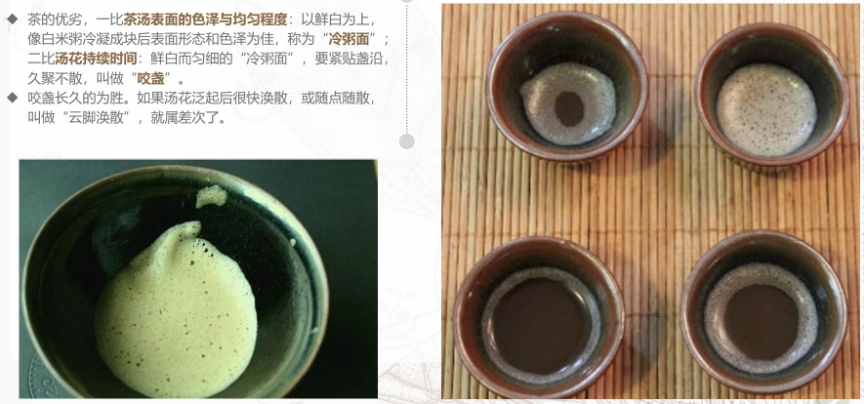 ◆ 茶的优劣，一比茶汤表面的色泽与均匀程度：以鲜白为上，
像白米粥冷凝成块后表面形态和色泽为佳，称为“冷粥面”；
二比汤花持续时间：鲜白而匀细的“冷粥面”，要紧贴盏沿，
久聚不散，叫做“咬盏”。
◆ 咬盏长久的为胜。如果汤花泛起后很快涣散，或随点随散，
叫做“云脚涣散”，就属差次了。